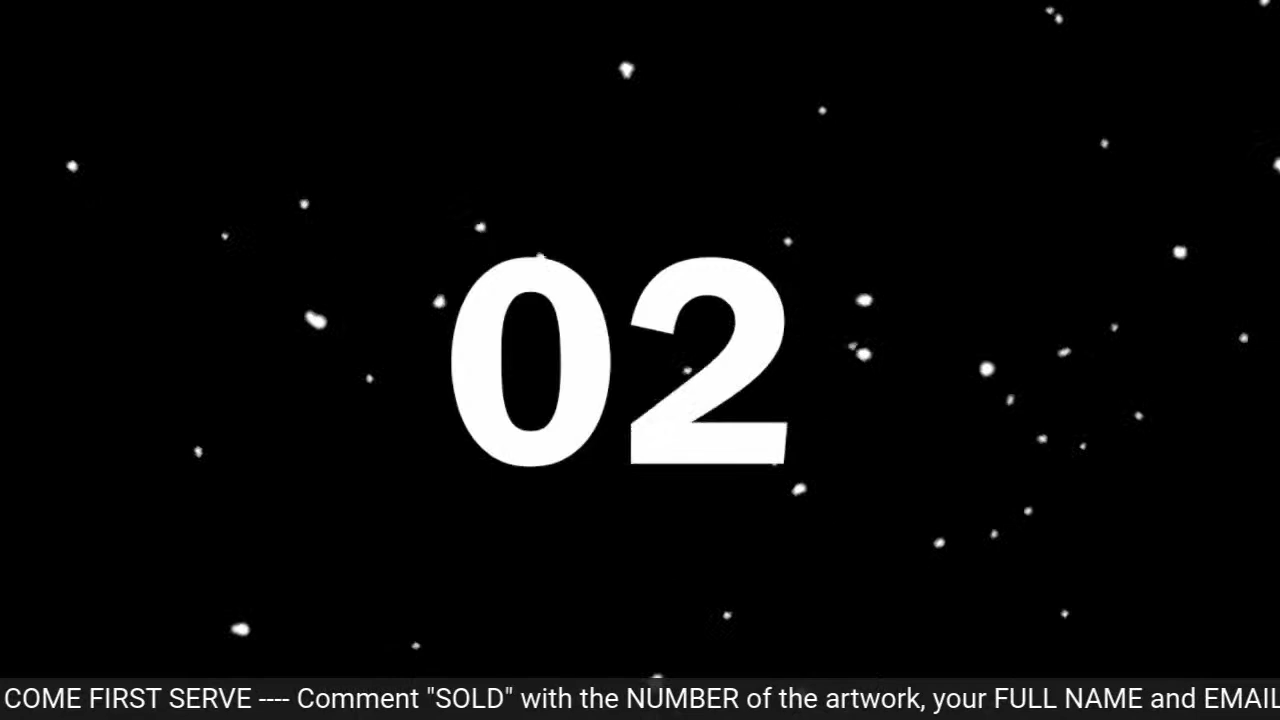 02
COME FIRST SERVE ---- Comment "SOLD" with the NUMBER of the artwork, your FULL NAME and EMAIL